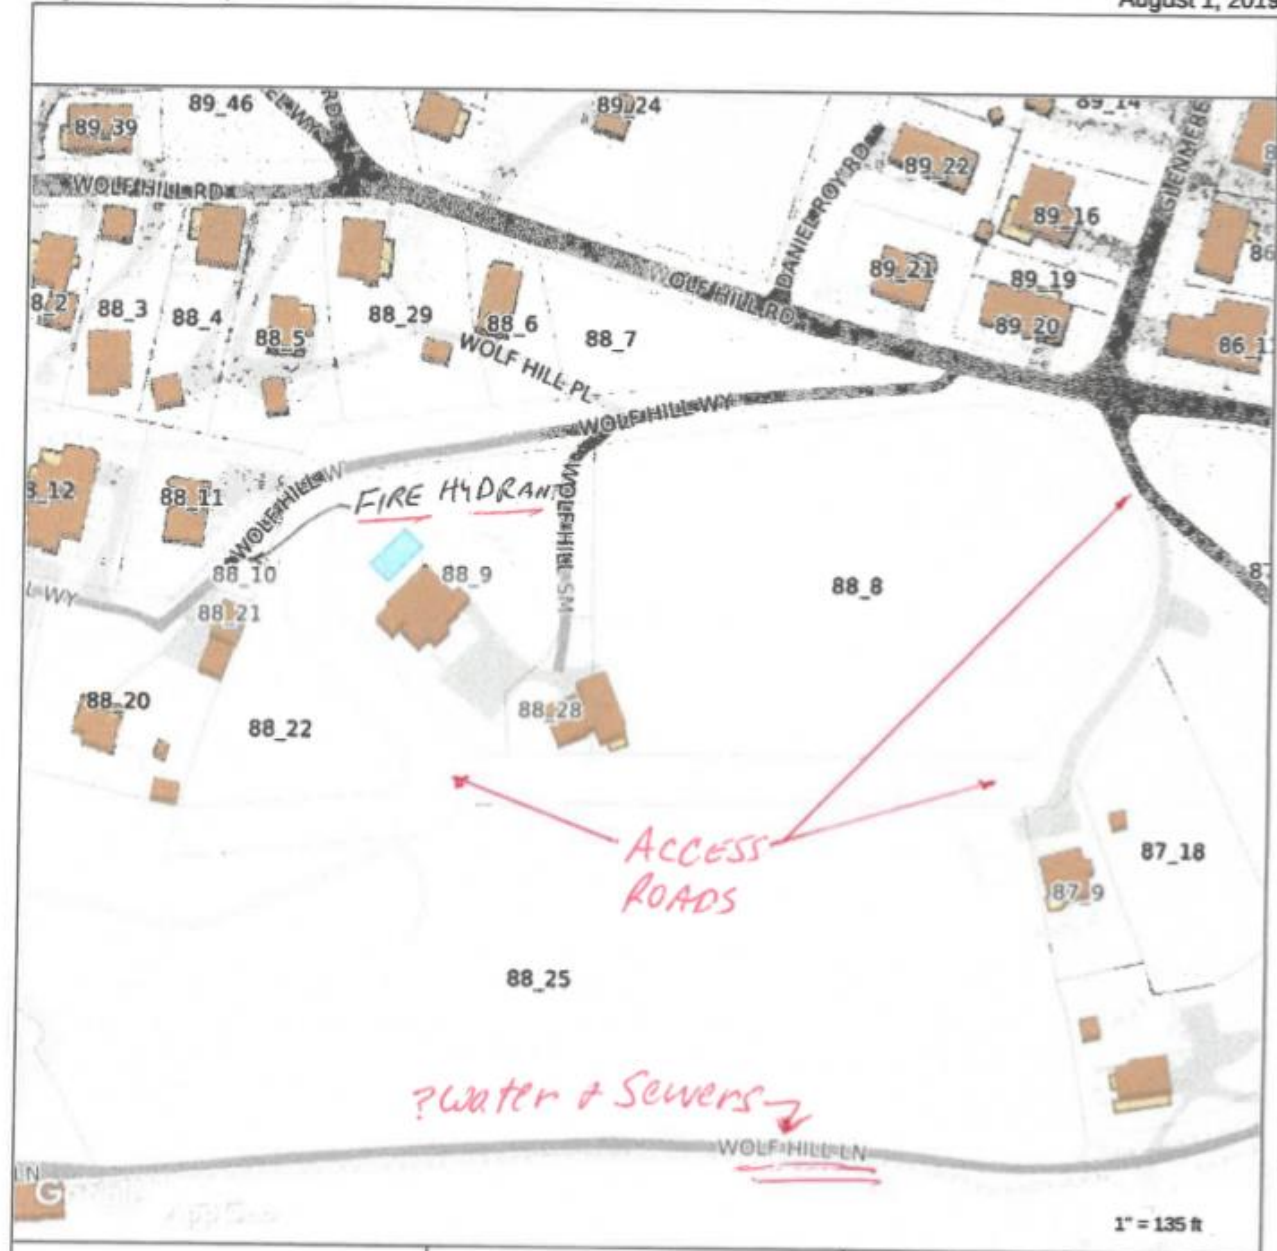 August 1, 2019
89_46
89_24
89_14
89_39
WOLF HILL RD
RD
GLENMERE
89_22
DANIEL ROY RD
89_16
89_21
89_19
WOLF HILL RD
89_20
88_3
88_4
88_29
88_5
88_6
88_7
WOLF HILL PL
WOLF HILL WY
88_11
WOLF HILL W
FIRE HYDRANT
WOLF HILL SM
88_10
88_9
88_8
88_21
88_20
88_22
88_28
ACCESS
ROADS
87_18
87_9
88_25
?Water & Sewers
WOLF HILL LN
LN
1" = 135 ft